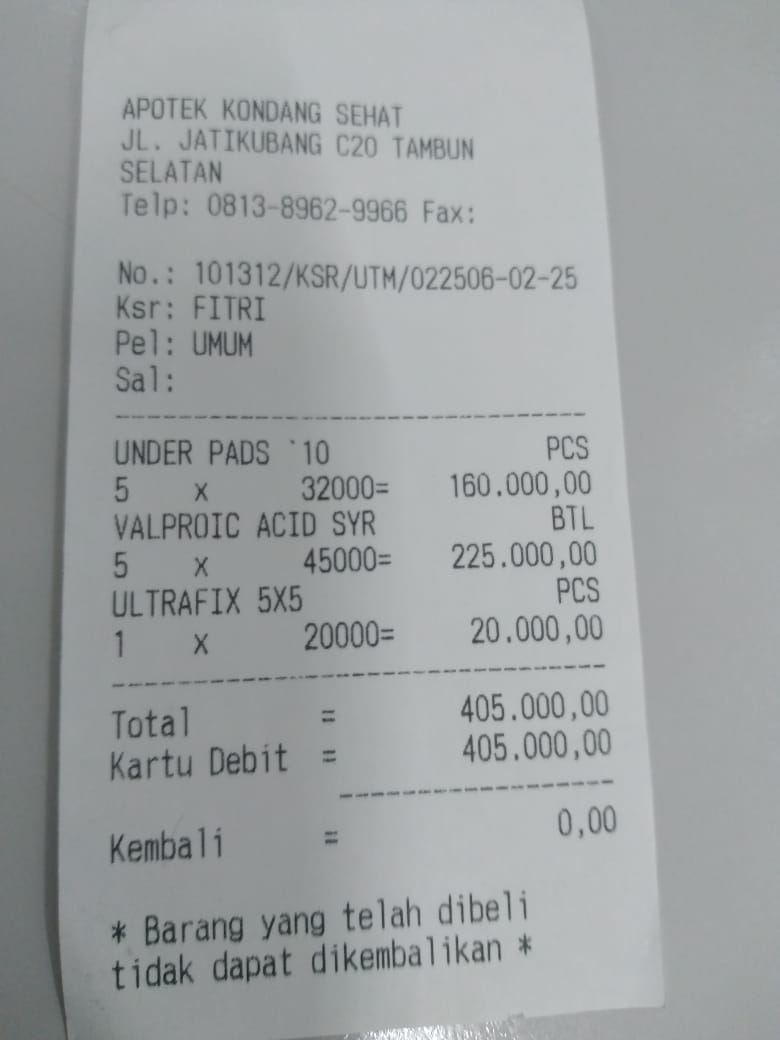 APOTEK KONDANG SEHAT
JL. JATIKUBANG C20 TAMBUN
SELATAN
Telp: 0813-8962-9966 Fax:
No.: 101312/KSR/UTM/022506-02-25
Ksr: FITRI
Pel: UMUM
Sal:
UNDER PADS `10 PCS
5 x 32000= 160.000,00
VALPROIC ACID SYR BTL
5 x 45000= 225.000,00
ULTRAFIX 5X5 PCS
1 x 20000= 20.000,00
Total = 405.000,00
Kartu Debit = 405.000,00
Kembali = 0,00
* Barang yang telah dibeli
tidak dapat dikembalikan *